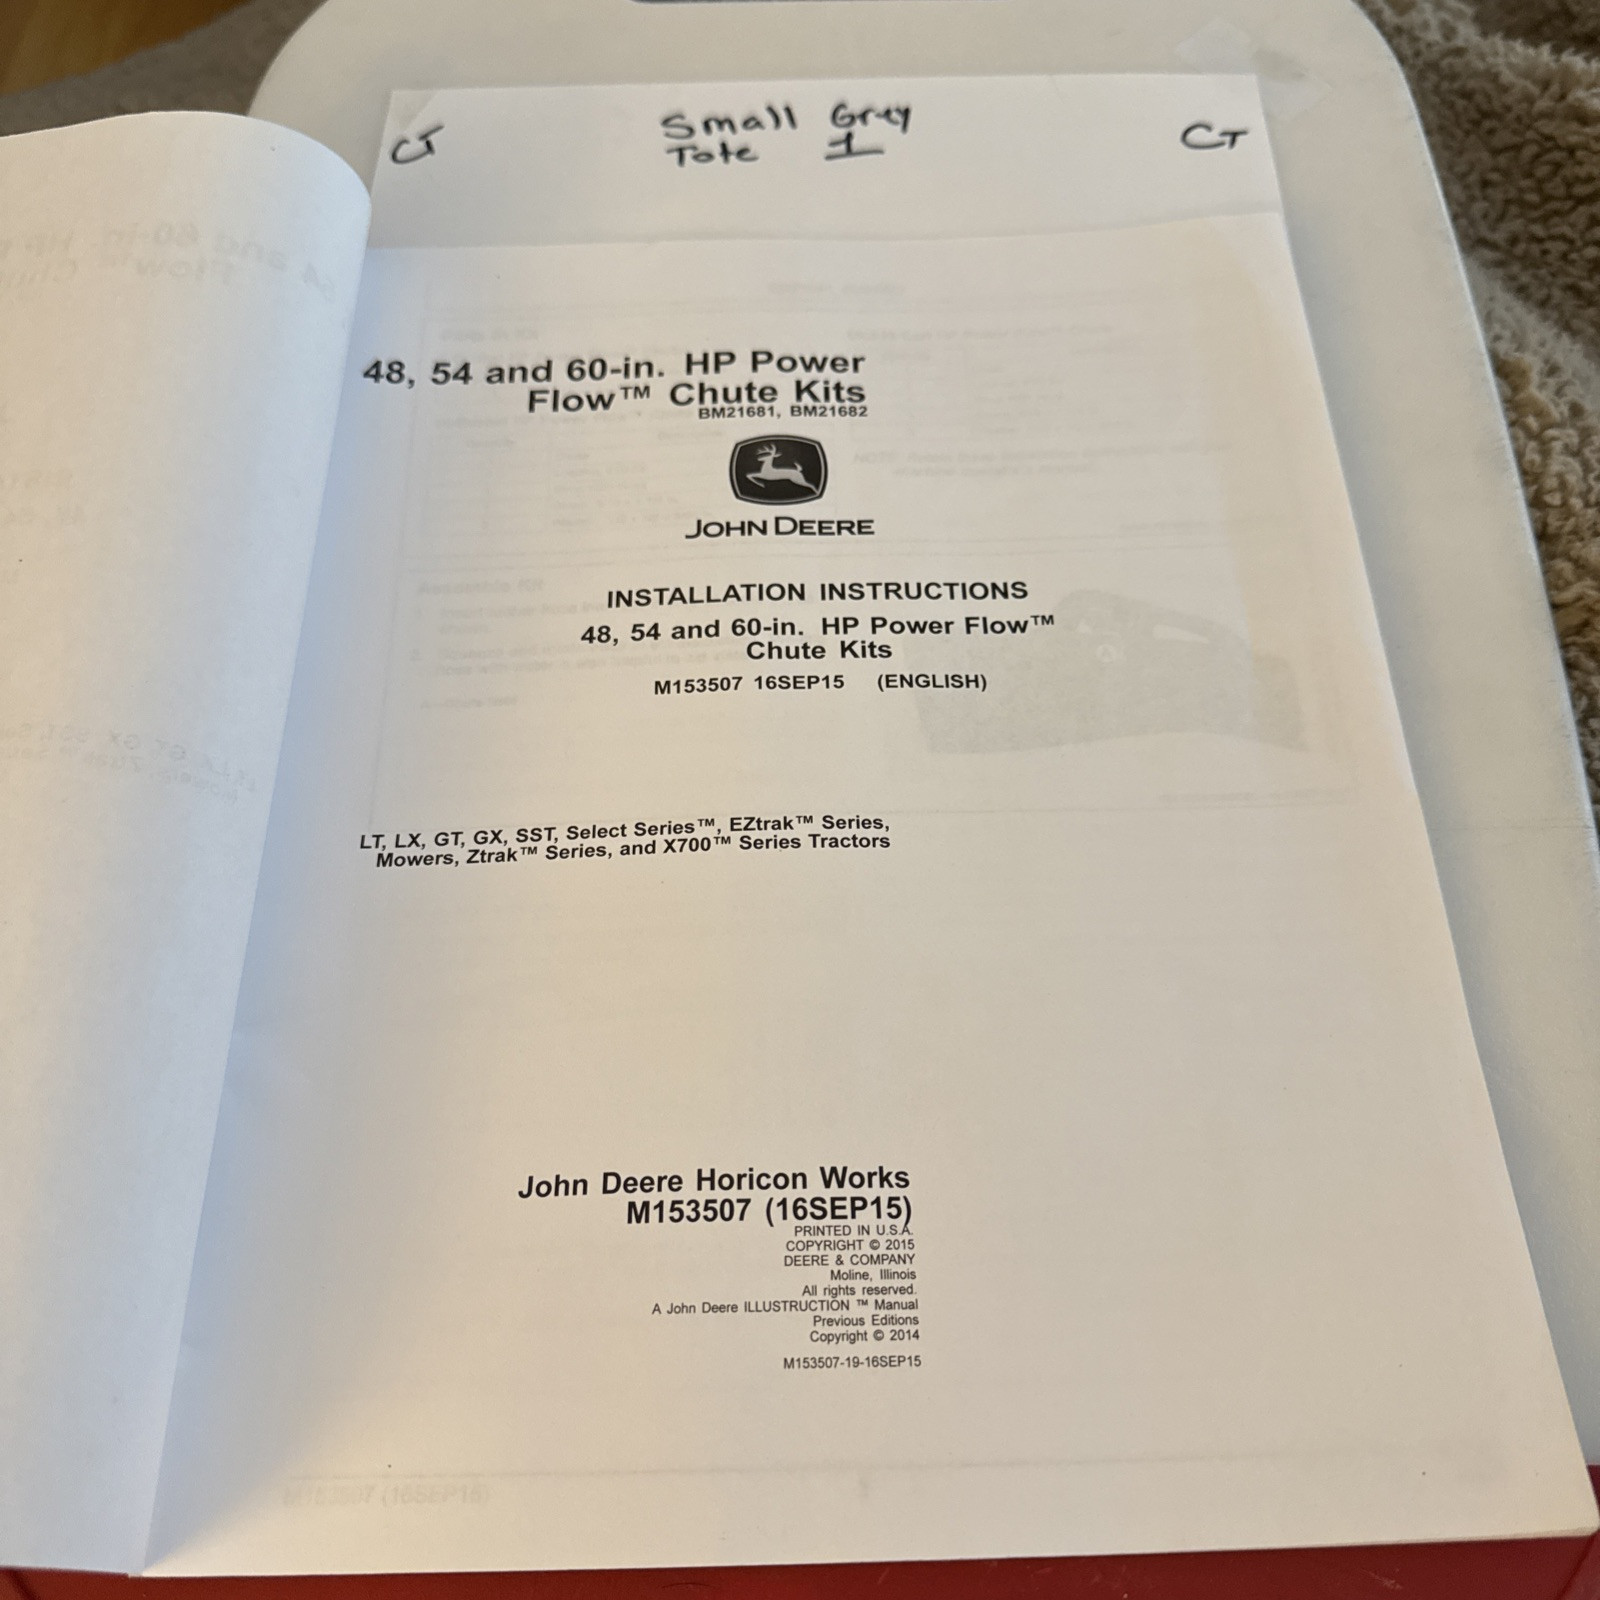 CT Small Grey CT
Tote 1
48, 54 and 60-in. HP Power
Flow™ Chute Kits
BM21681, BM21682
JOHN DEERE
INSTALLATION INSTRUCTIONS
48, 54 and 60-in. HP Power Flow™
Chute Kits
M153507 16SEP15 (ENGLISH)
LT, LX, GT, GX, SST, Select Series™, EZtrak™ Series,
Mowers, Ztrak™ Series, and X700™ Series Tractors
John Deere Horicon Works
M153507 (16SEP15)
PRINTED IN U.S.A.
COPYRIGHT © 2015
DEERE & COMPANY
Moline, Illinois
All rights reserved.
A John Deere ILLUSTRUCTION ™ Manual
Previous Editions
Copyright © 2014
M153507-19-16SEP15
M153507 (16SEP15)